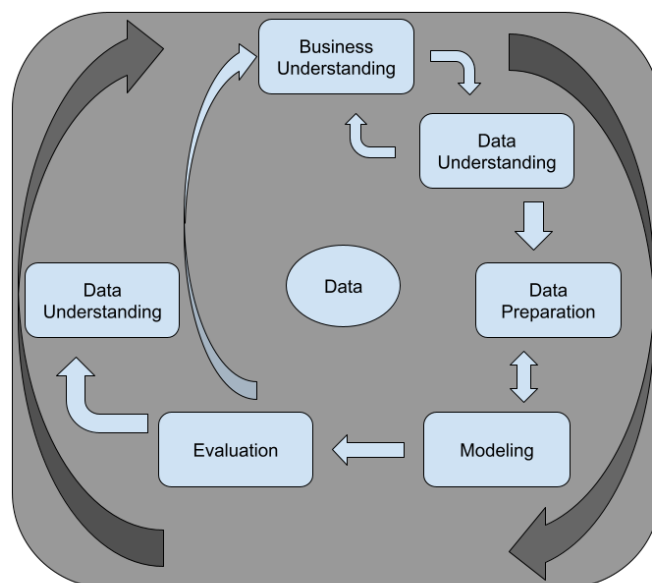 Business
Understanding
Data
Understanding
Data
Understanding
Data
Data
Preparation
Evaluation
Modeling